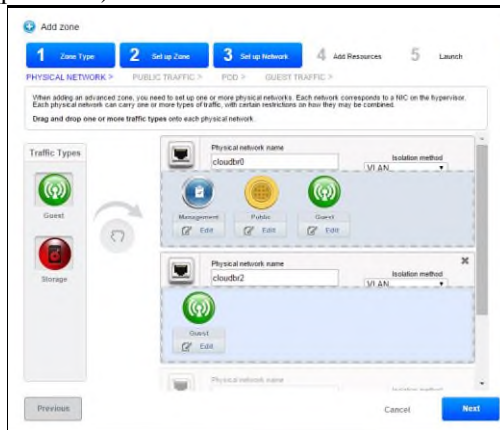 Add zone
1 Zone Type 2 Set up Zone 3 Set up Network 4 Add Resources 5 Launch
PHYSICAL NETWORK > PUBLIC TRAFFIC > POD > GUEST TRAFFIC >
When adding an advanced zone, you need to set up one or more physical networks. Each network corresponds to a NIC on the hypervisor.
Each physical network can carry one or more types of traffic, with certain restrictions on how they may be combined.
Drag and drop one or more traffic types onto each physical network.
Traffic Types
Guest
Storage
Physical network name
cloudbr0
Isolation method
VLAN
Management Public Guest
Edit Edit Edit
Physical network name
cloudbr2
Isolation method
VLAN
Guest
Edit
Physical network name
Isolation method
Previous Cancel Next